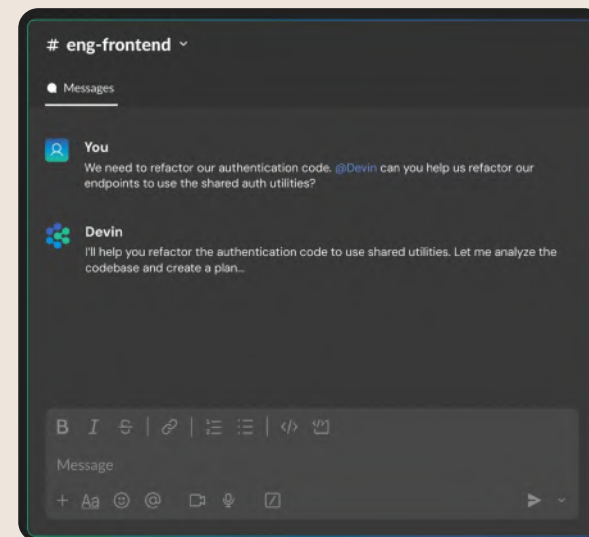 # eng-frontend
Messages
You
We need to refactor our authentication code. @Devin can you help us refactor our
endpoints to use the shared auth utilities?
Devin
I'll help you refactor the authentication code to use shared utilities. Let me analyze the
codebase and create a plan...
B I S
Message
+ Aa @